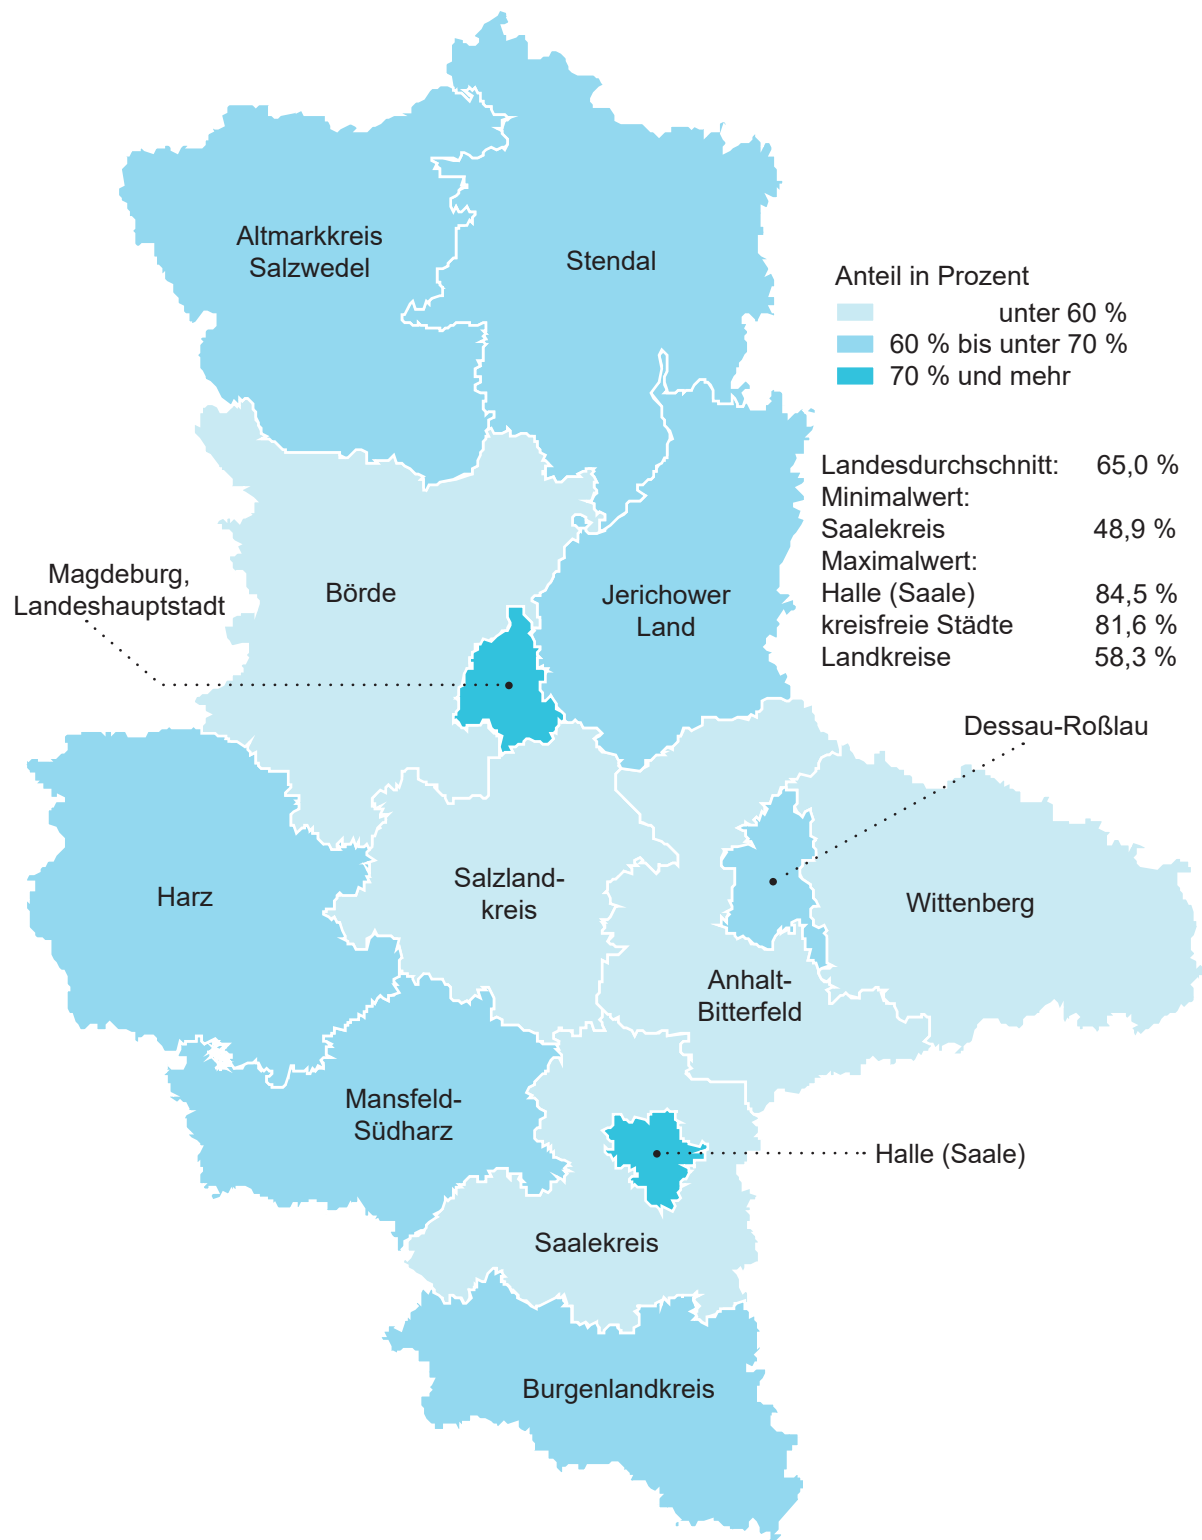 Altmarkkreis
Salzwedel
Stendal
Anteil in Prozent
unter 60 %
60 % bis unter 70 %
70 % und mehr
Landesdurchschnitt: 65,0 %
Minimalwert:
Saalekreis 48,9 %
Maximalwert:
Halle (Saale) 84,5 %
kreisfreie Städte 81,6 %
Landkreise 58,3 %
Magdeburg,
Landeshauptstadt
Börde
Jerichower
Land
Dessau-Roßlau
Harz
Salzland-
kreis
Wittenberg
Anhalt-
Bitterfeld
Mansfeld-
Südharz
Halle (Saale)
Saalekreis
Burgenlandkreis